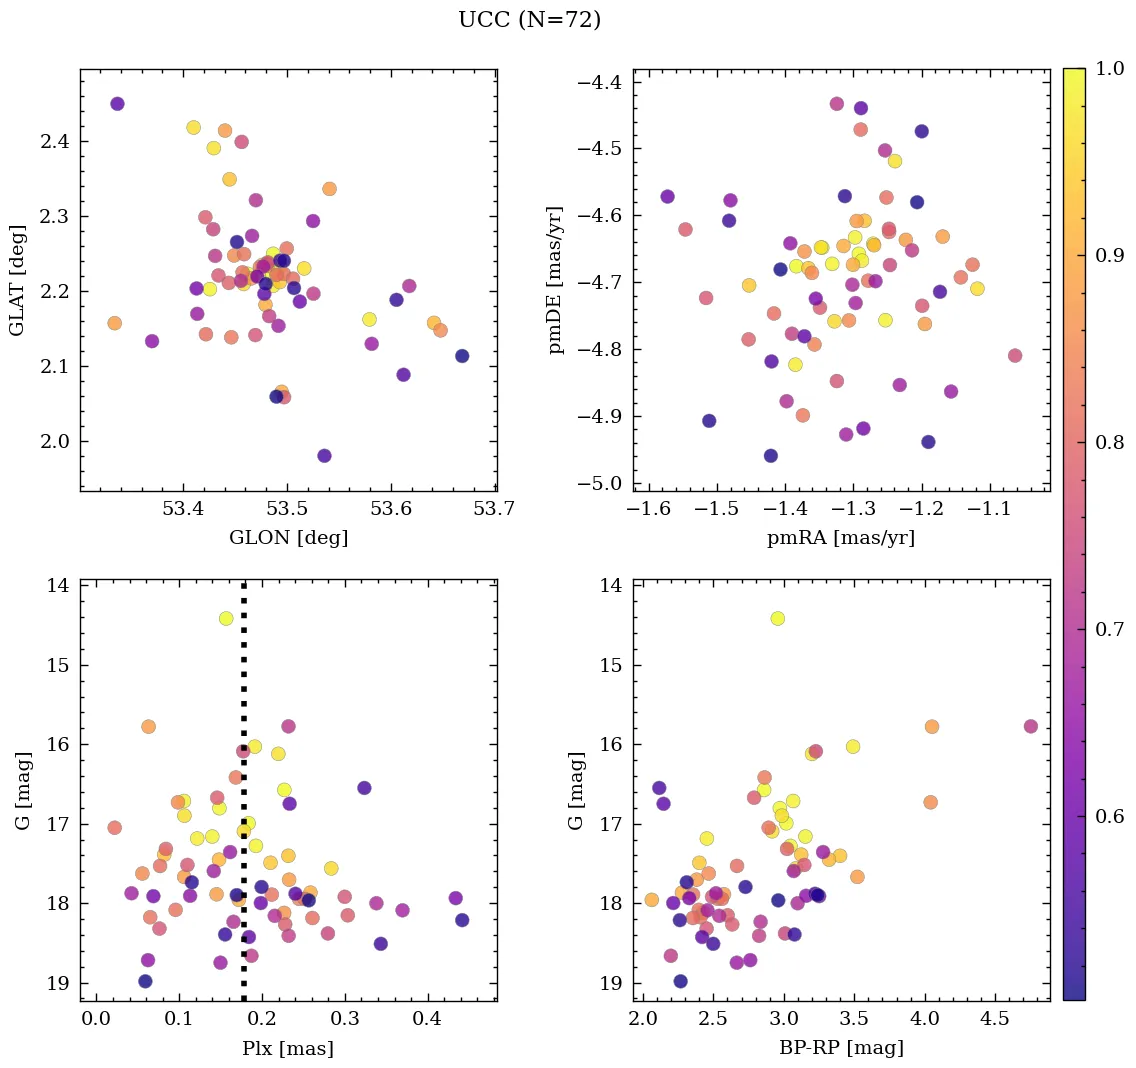 UCC (N=72)
2.4
2.3
2.2
2.1
2.0
GLAT [deg]
53.4 53.5 53.6 53.7
GLON [deg]
−4.4
−4.5
−4.6
−4.7
−4.8
−4.9
−5.0
pmDE [mas/yr]
−1.6 −1.5 −1.4 −1.3 −1.2 −1.1
pmRA [mas/yr]
14
15
16
17
18
19
G [mag]
0.0 0.1 0.2 0.3 0.4
Plx [mas]
14
15
16
17
18
19
G [mag]
2.0 2.5 3.0 3.5 4.0 4.5
BP-RP [mag]
1.0
0.9
0.8
0.7
0.6